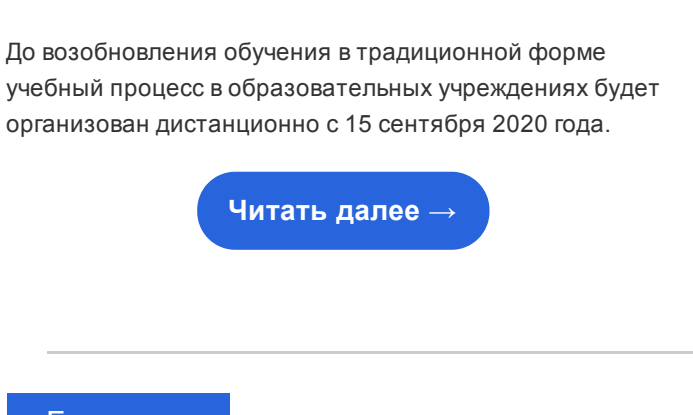 До возобновления обучения в традиционной форме
учебный процесс в образовательных учреждениях будет
организован дистанционно с 15 сентября 2020 года.
Читать далее →